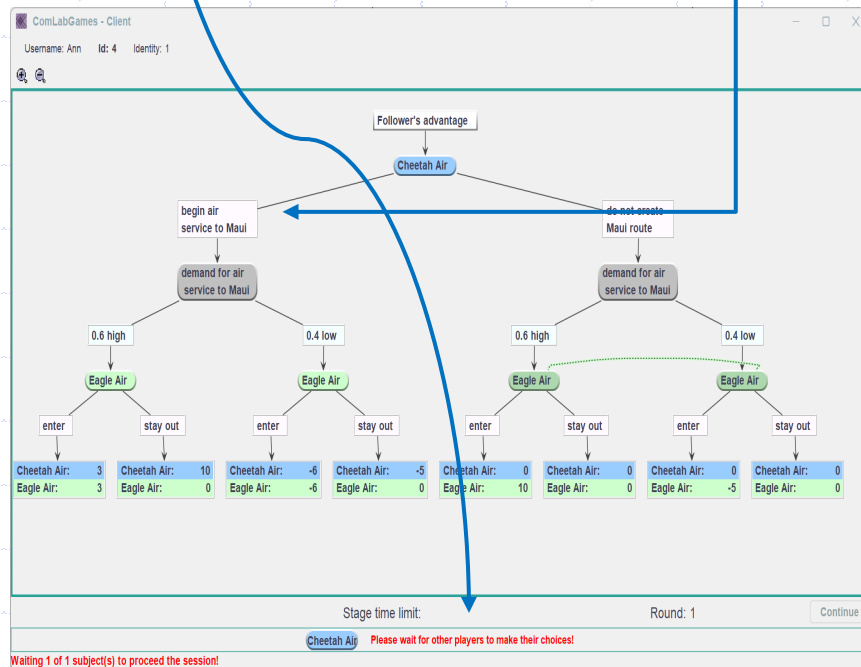 ComLabGames - Client
Username: Ann Id: 4 Identity: 1
Follower's advantage
Cheetah Air
begin air
service to Maui
do not create
Maui route
demand for air
service to Maui
demand for air
service to Maui
0.6 high
0.4 low
0.6 high
0.4 low
Eagle Air
Eagle Air
Eagle Air
Eagle Air
enter
stay out
enter
stay out
enter
stay out
enter
stay out
Cheetah Air: 3
Eagle Air: 3
Cheetah Air: 10
Eagle Air: 0
Cheetah Air: -6
Eagle Air: -6
Cheetah Air: -5
Eagle Air: 0
Cheetah Air: 0
Eagle Air: 10
Cheetah Air: 0
Eagle Air: 0
Cheetah Air: 0
Eagle Air: -5
Cheetah Air: 0
Eagle Air: 0
Stage time limit:
Round: 1
Continue
Cheetah Air Please wait for other players to make their choices!
Waiting 1 of 1 subject(s) to proceed the session!